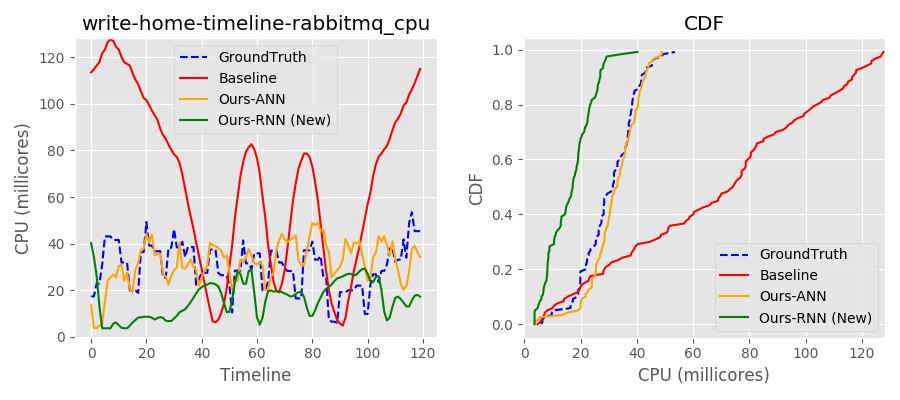 write-home-timeline-rabbitmq_cpu
CPU (millicores)
120
100
80
60
40
20
0
0 20 40 60 80 100 120
Timeline
GroundTruth
Baseline
Ours-ANN
Ours-RNN (New)
CDF
CDF
1.0
0.8
0.6
0.4
0.2
0.0
0 20 40 60 80 100 120
CPU (millicores)
GroundTruth
Baseline
Ours-ANN
Ours-RNN (New)